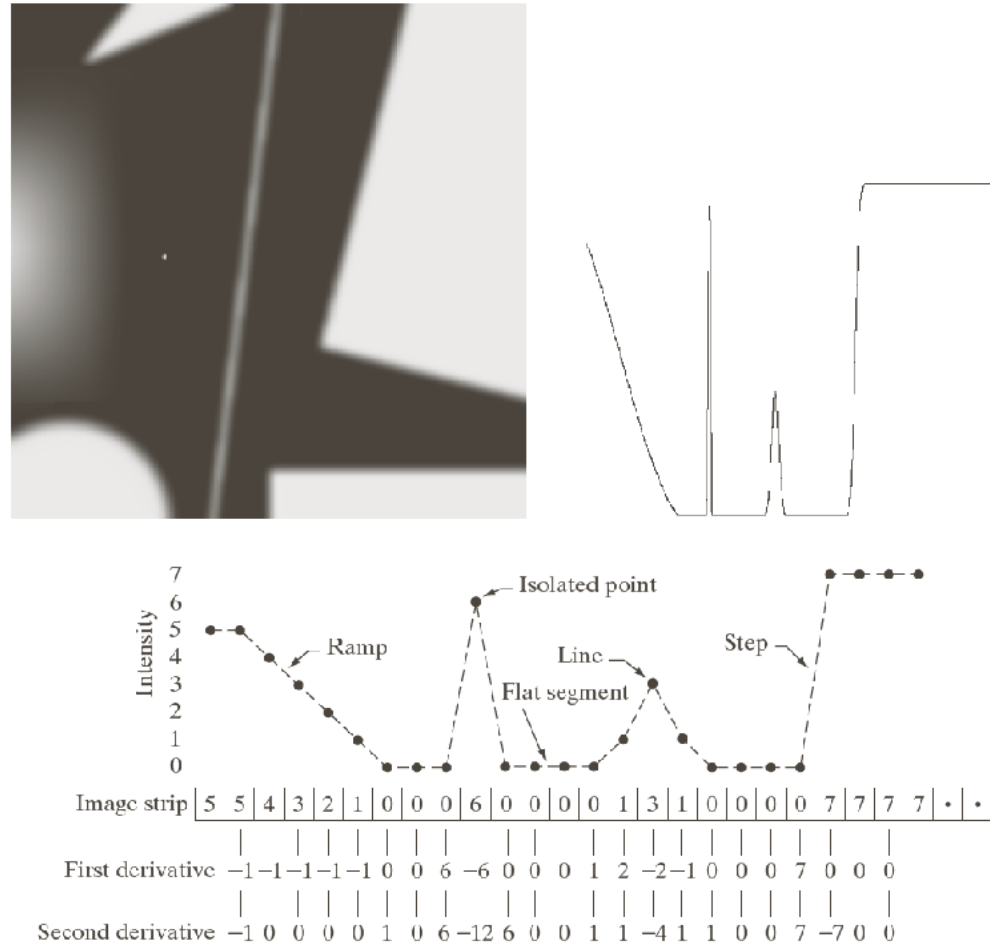 7
6
5
4
3
2
1
0
Intensity
Ramp
Isolated point
Flat segment
Line
Step
Image strip 5 5 4 3 2 1 0 0 0 6 0 0 0 0 1 3 1 0 0 0 0 7 7 7 7 • •
First derivative −1 −1 −1 −1 −1 0 0 6 −6 0 0 0 1 2 −2 −1 0 0 0 7 0 0 0
Second derivative −1 0 0 0 0 1 0 6 −12 6 0 0 1 1 −4 1 1 0 0 7 −7 0 0